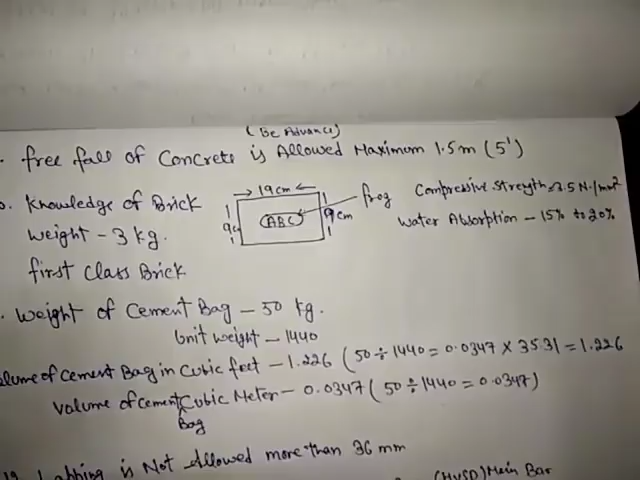 (Be Advance)
free fall of Concrete is Allowed Maximum 1.5m (5')
Knowledge of Brick
19cm
frog
Compressive Strength
N/mm²
ABC
9cm
Weight - 3 kg.
Water Absorption - 15% to 20%
first Class Brick
Weight of Cement Bag - 50 kg.
Unit weight - 1440
of Cement Bag in Cubic feet - 1.226 (50 ÷ 1440 = 0.0347 × 35.31 = 1.226
Volume of Cement Cubic Meter - 0.0347 (50 ÷ 1440 = 0.0347)
Bag
is Not Allowed more than 36 mm
(HYSD) Main Bar